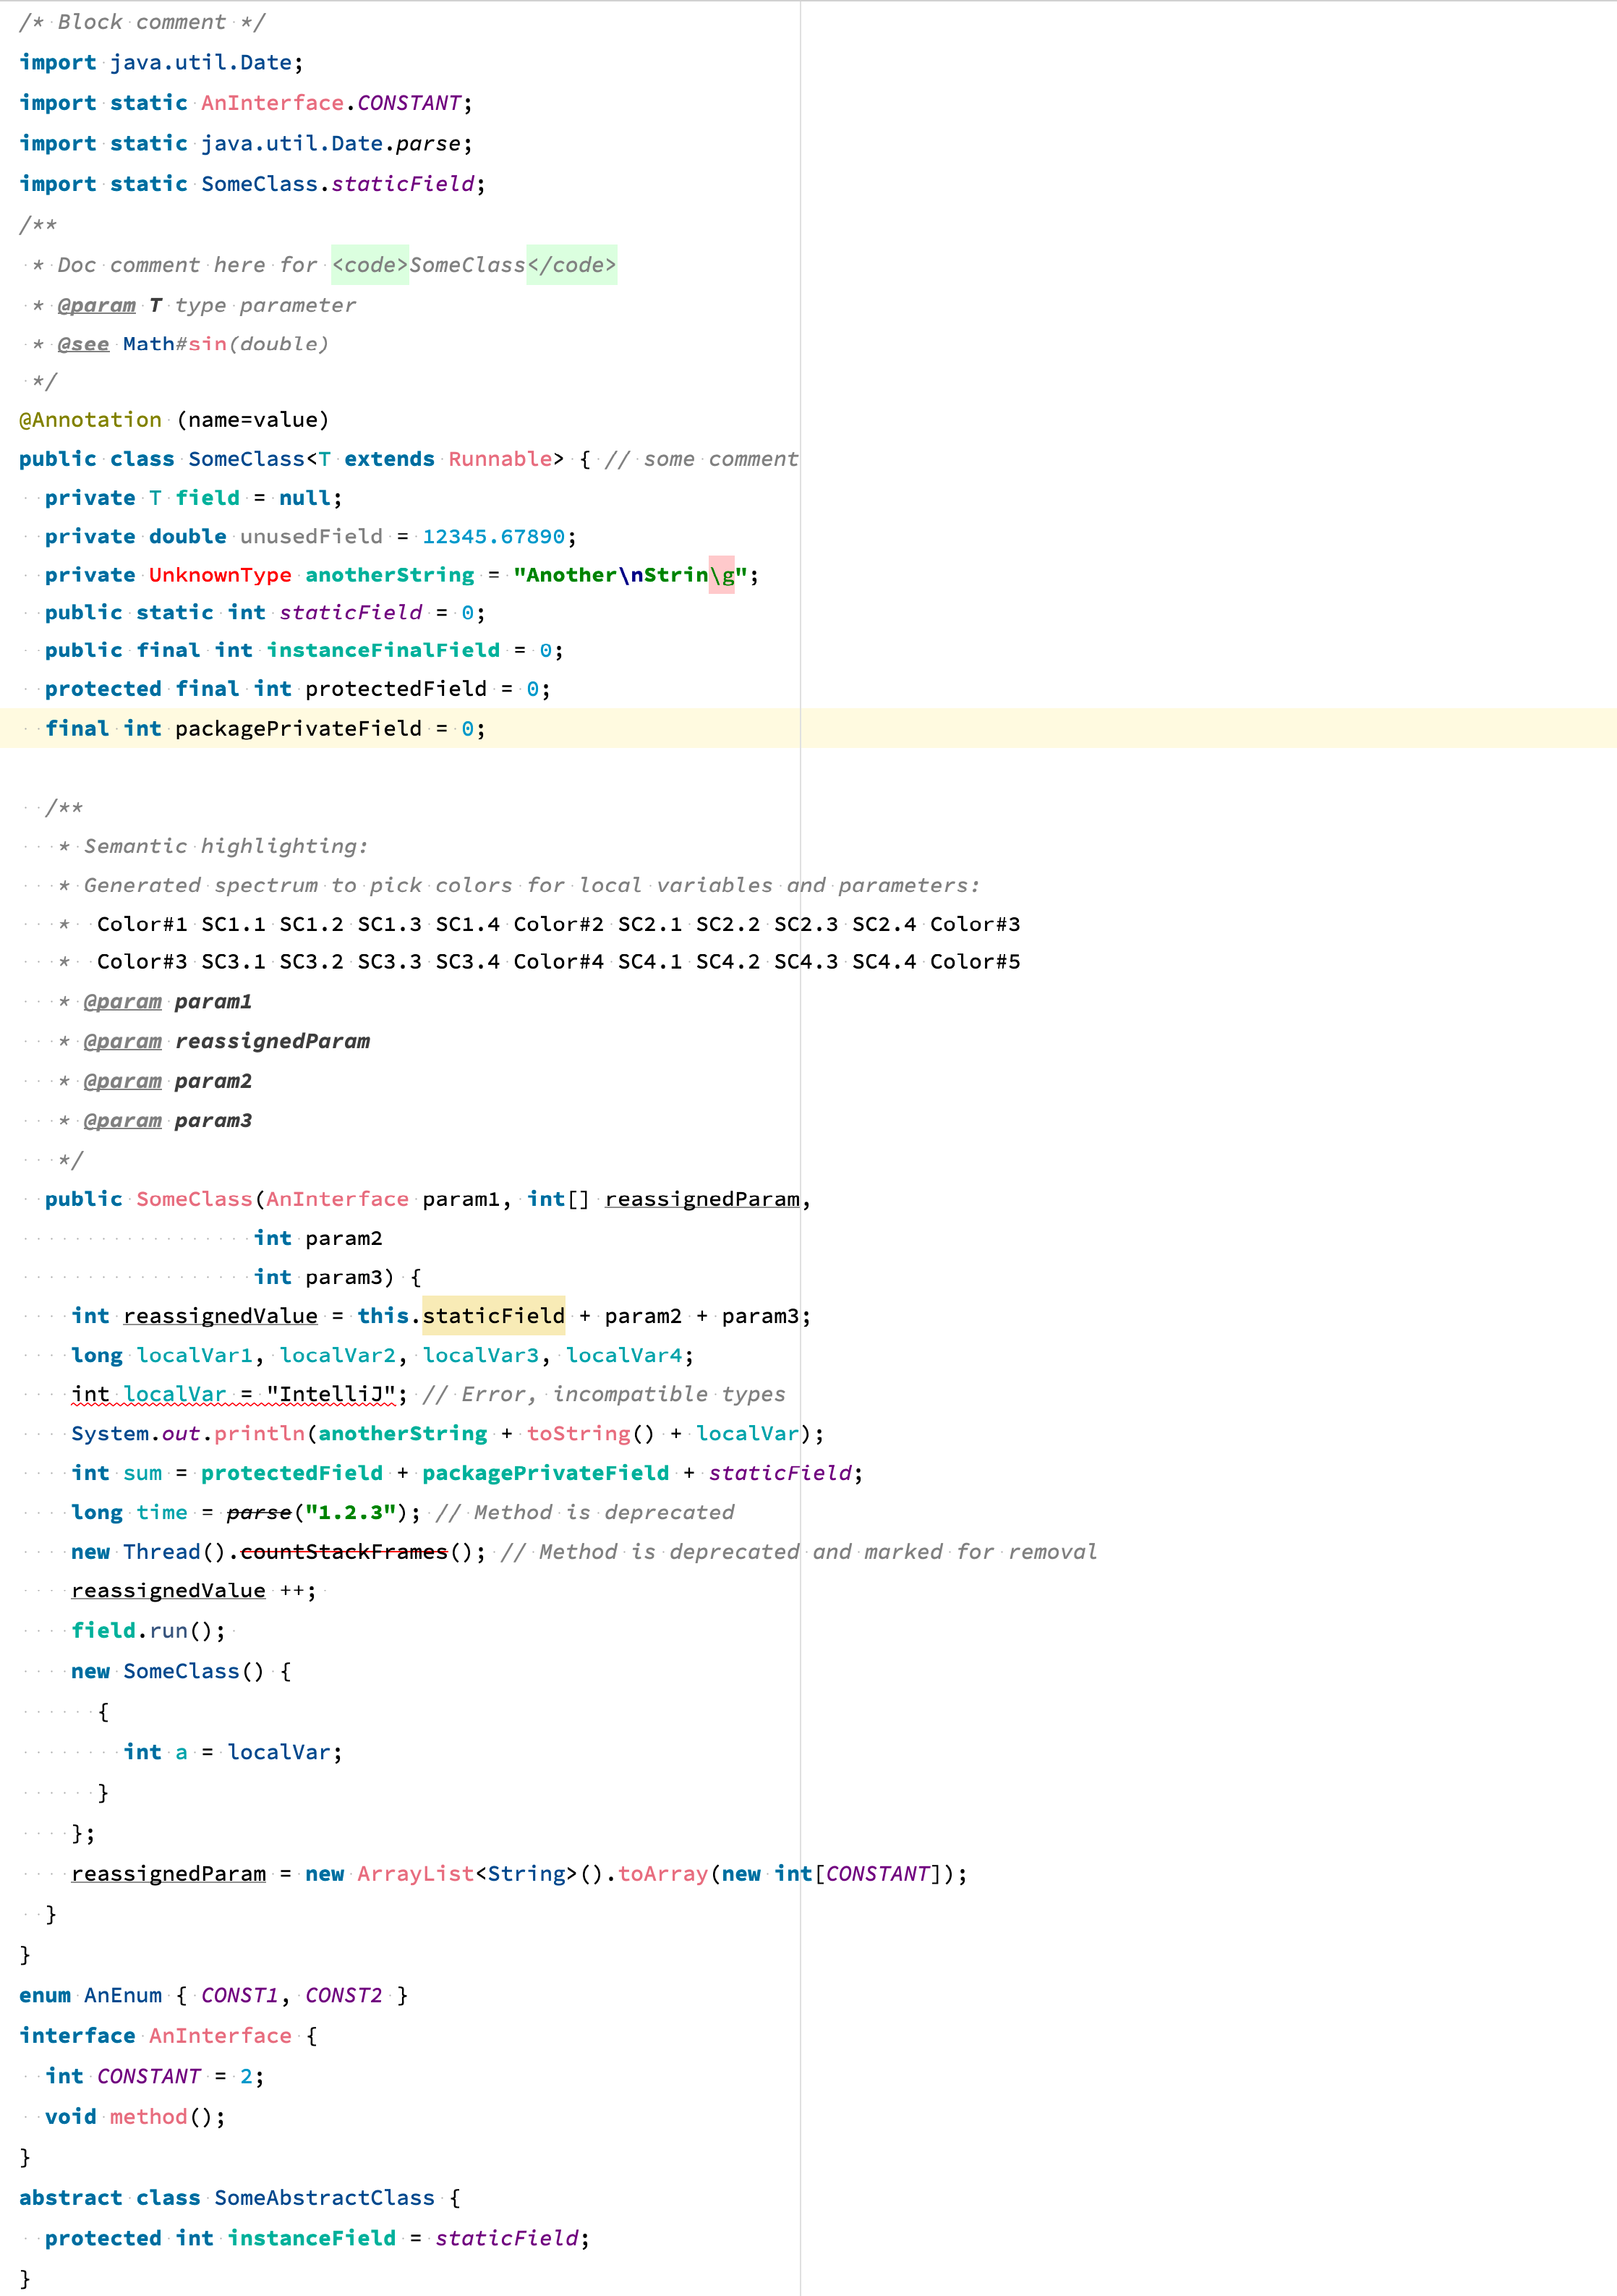 /* Block comment */
import java.util.Date;
import static AnInterface.CONSTANT;
import static java.util.Date.parse;
import static SomeClass.staticField;
/**
 * Doc comment here for <code>SomeClass</code>
 * @param T type parameter
 * @see Math#sin(double)
 */
@Annotation (name=value)
public class SomeClass<T extends Runnable> { // some comment
  private T field = null;
  private double unusedField = 12345.67890;
  private UnknownType anotherString = "Another\nStrin\g";
  public static int staticField = 0;
  public final int instanceFinalField = 0;
  protected final int protectedField = 0;
  final int packagePrivateField = 0;

  /**
   * Semantic highlighting:
   * Generated spectrum to pick colors for local variables and parameters:
   *  Color#1 SC1.1 SC1.2 SC1.3 SC1.4 Color#2 SC2.1 SC2.2 SC2.3 SC2.4 Color#3
   *  Color#3 SC3.1 SC3.2 SC3.3 SC3.4 Color#4 SC4.1 SC4.2 SC4.3 SC4.4 Color#5
   * @param param1
   * @param reassignedParam
   * @param param2
   * @param param3
   */
  public SomeClass(AnInterface param1, int[] reassignedParam,
                  int param2
                  int param3) {
    int reassignedValue = this.staticField + param2 + param3;
    long localVar1, localVar2, localVar3, localVar4;
    int localVar = "IntelliJ"; // Error, incompatible types
    System.out.println(anotherString + toString() + localVar);
    int sum = protectedField + packagePrivateField + staticField;
    long time = parse("1.2.3"); // Method is deprecated
    new Thread().countStackFrames(); // Method is deprecated and marked for removal
    reassignedValue ++;
    field.run();
    new SomeClass() {
      {
        int a = localVar;
      }
    };
    reassignedParam = new ArrayList<String>().toArray(new int[CONSTANT]);
  }
}
enum AnEnum { CONST1, CONST2 }
interface AnInterface {
  int CONSTANT = 2;
  void method();
}
abstract class SomeAbstractClass {
  protected int instanceField = staticField;
}